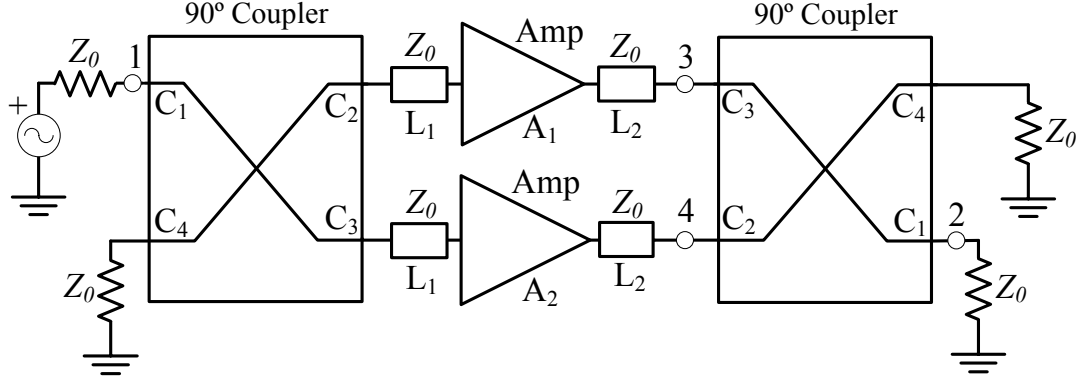 90º Coupler
90º Coupler
Z0 1 C1 C2 Z0 L1 Amp A1 Z0 L2 3 C3 C4 Z0
+
Z0 C4 C3 Z0 L1 Amp A2 Z0 L2 4 C2 C1 2 Z0